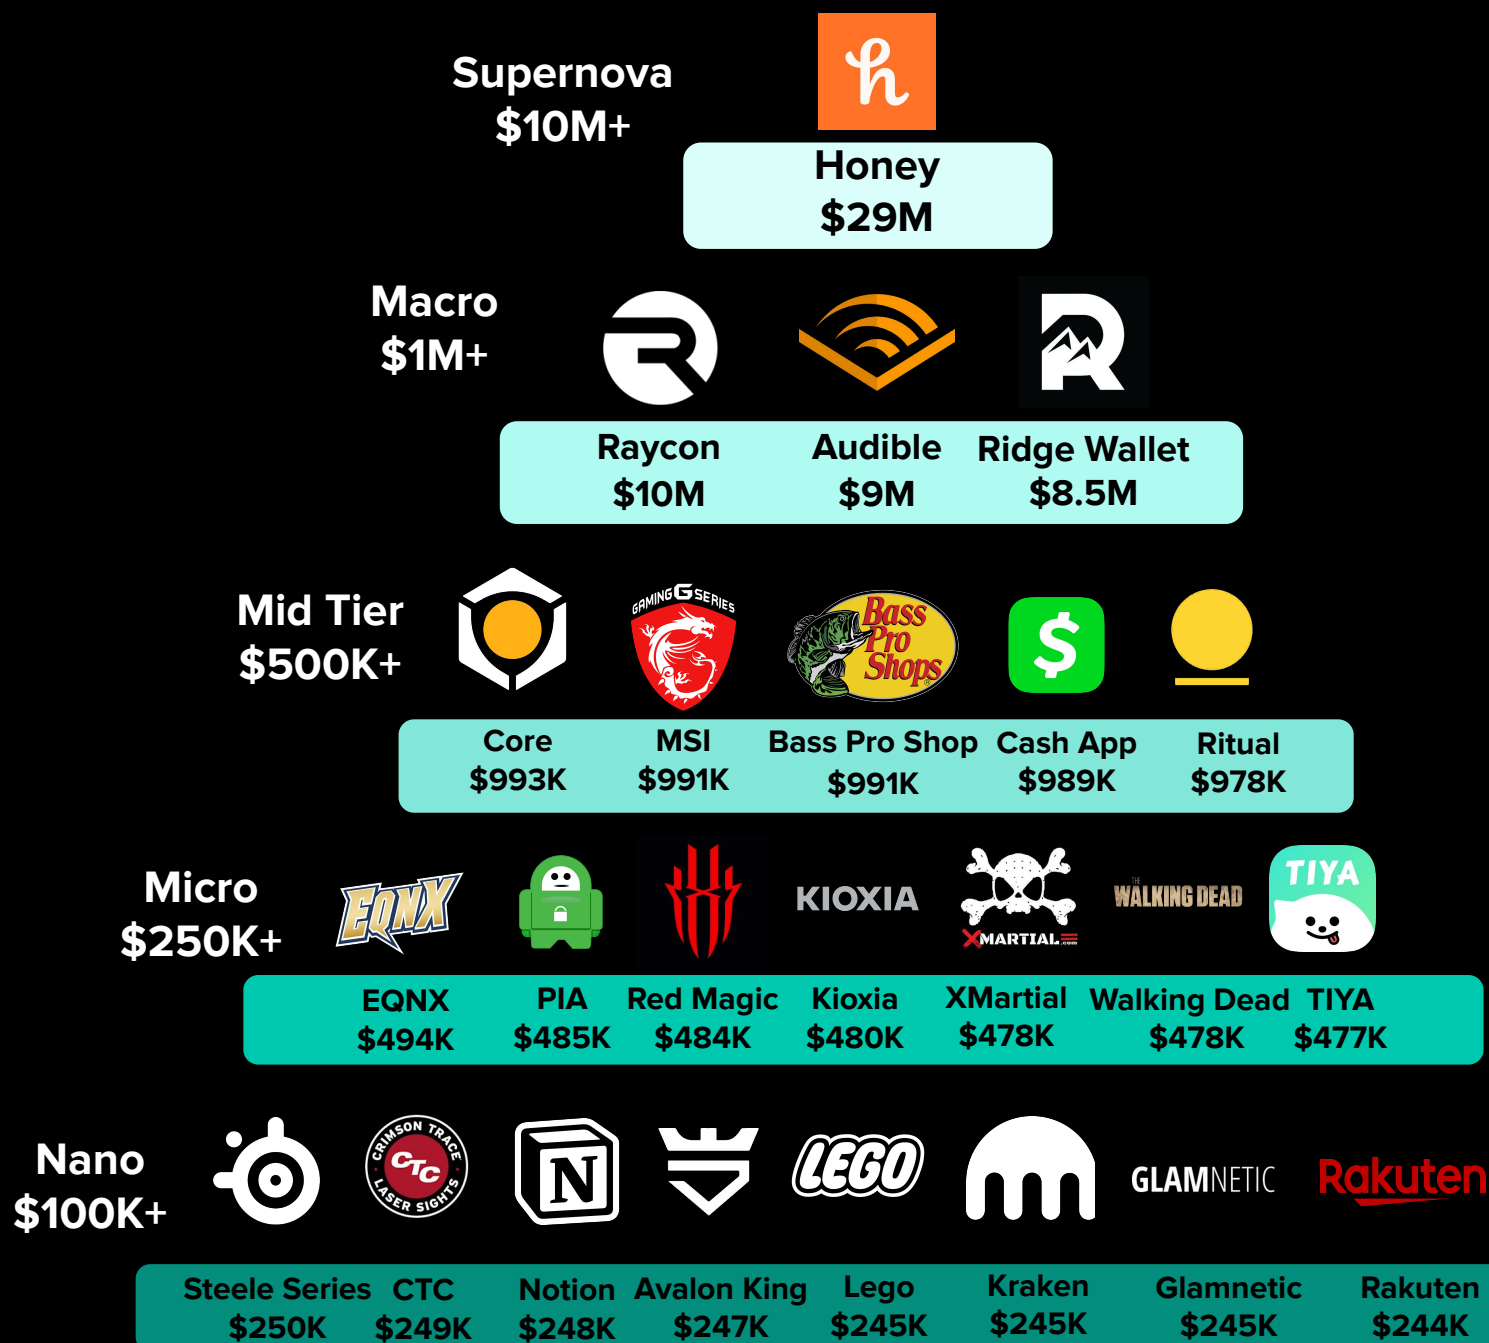 Supernova
$10M+
Honey
$29M
Macro
$1M+
Raycon Audible Ridge Wallet
$10M $9M $8.5M
Mid Tier
$500K+
GAMING G SERIES
Bass
Pro
Shops
$
Core MSI Bass Pro Shop Cash App Ritual
$993K $991K $991K $989K $978K
Micro
$250K+
EQNX
KIOXIA
XMARTIAL.com
THE
WALKING DEAD
TIYA
EQNX PIA Red Magic Kioxia XMartial Walking Dead TIYA
$494K $485K $484K $480K $478K $478K $477K
Nano
$100K+
CRIMSON TRACE
CTC
LASER SIGHTS
N
LEGO
GLAMNETIC
Rakuten
Steele Series CTC Notion Avalon King Lego Kraken Glamnetic Rakuten
$250K $249K $248K $247K $245K $245K $245K $244K